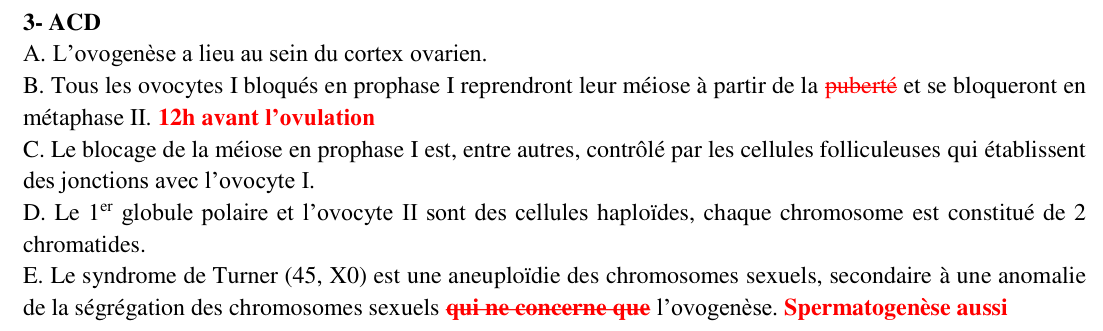 3- ACD
A. L’ovogenèse a lieu au sein du cortex ovarien.
B. Tous les ovocytes I bloqués en prophase I reprendront leur méiose à partir de la puberté et se bloqueront en
métaphase II. 12h avant l’ovulation
C. Le blocage de la méiose en prophase I est, entre autres, contrôlé par les cellules folliculeuses qui établissent
des jonctions avec l’ovocyte I.
D. Le 1er globule polaire et l’ovocyte II sont des cellules haploïdes, chaque chromosome est constitué de 2
chromatides.
E. Le syndrome de Turner (45, X0) est une aneuploïdie des chromosomes sexuels, secondaire à une anomalie
de la ségrégation des chromosomes sexuels qui ne concerne que l’ovogenèse. Spermatogenèse aussi